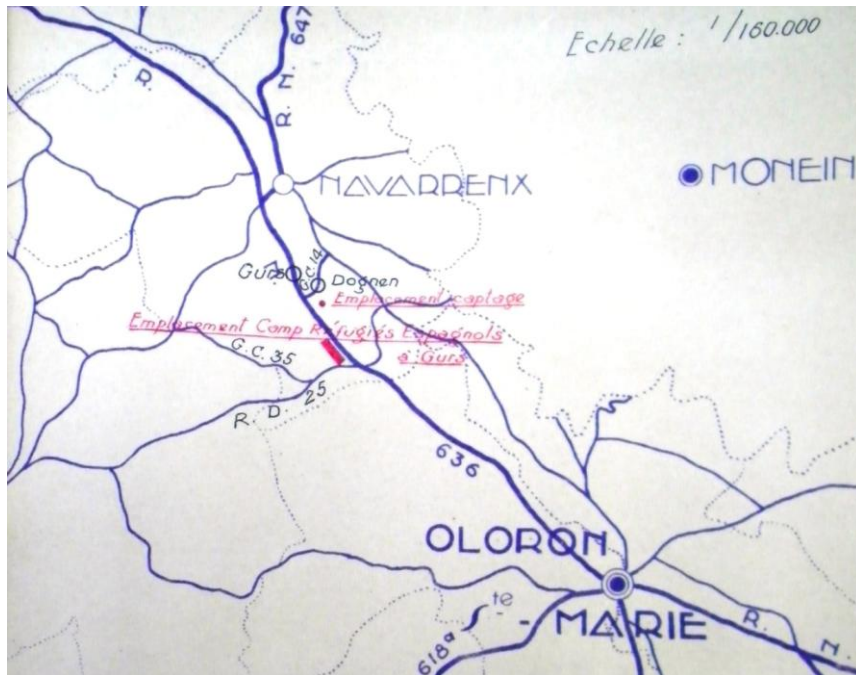 Echelle : 1/160.000
R.
R. N. 647
NAVARRENX
MONEIN
Gurs
G.C. 14
Dognen
Emplacement captage
Emplacement Camp Réfugiés Espagnols
à Gurs
G.C. 35
R. D 25
636
OLORON
te
- MARIE
618a
R. N.